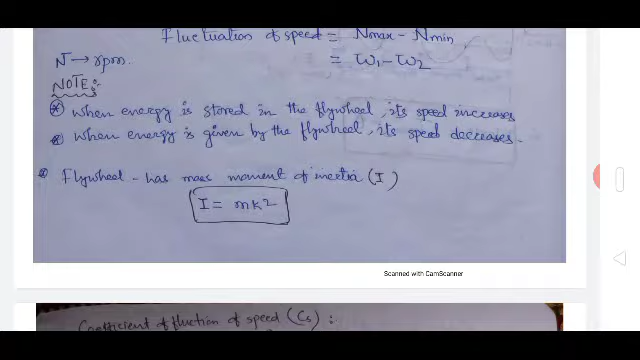 Fluctuation of speed = Nmax - Nmin
N → rpm. = ω1 - ω2
NOTE:
* When energy is stored in the flywheel, its speed increases
* When energy is given by the flywheel, its speed decreases.
* Flywheel - has mass moment of inertia (I)
I = mk2
Scanned with CamScanner
Coefficient of fluction of speed (Cs) :